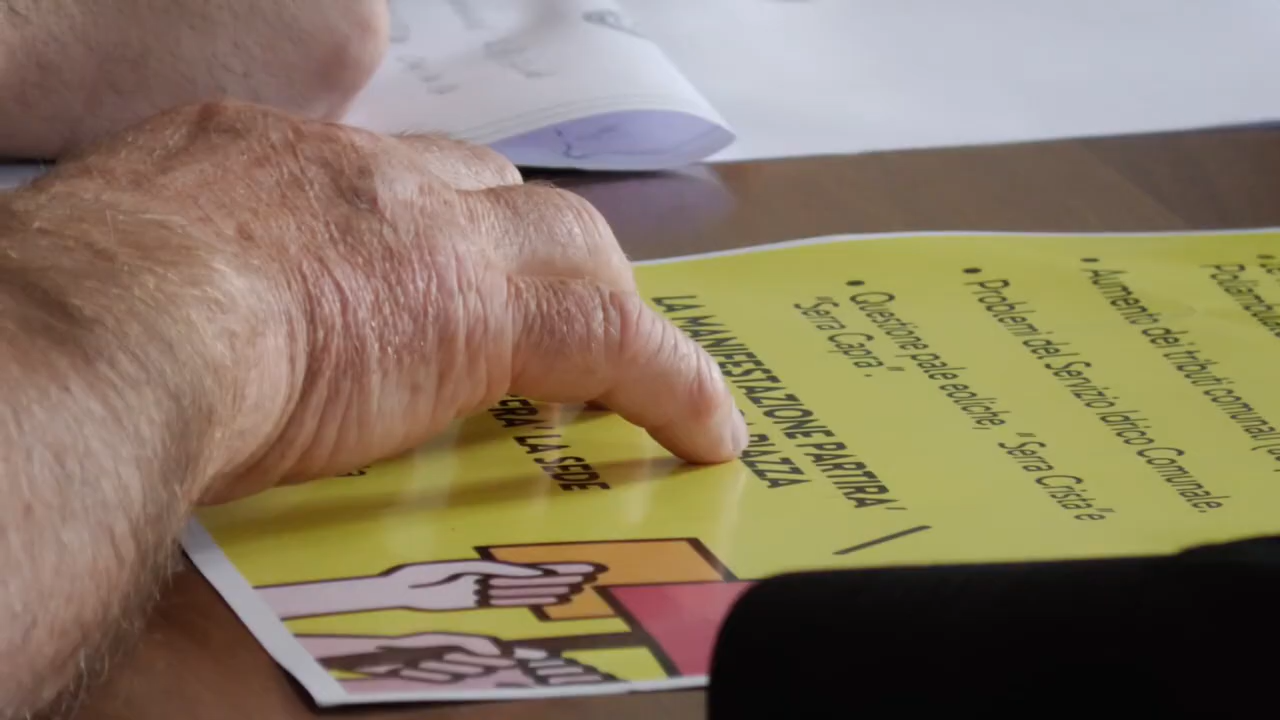 Poliambulat
• Aumento dei tributi comunali
• Problemi del Servizio Idrico Comunale.
• Questione pale eoliche, "Serra Crista" e
"Serra Capra".
LA MANIFESTAZIONE PARTIRA'
PIAZZA
LA SEDE